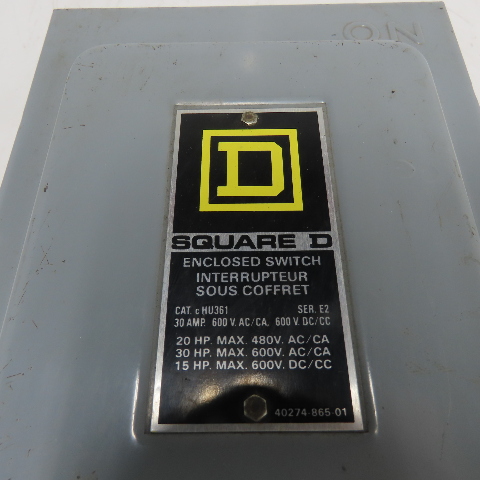 D
SQUARE D
ENCLOSED SWITCH
INTERRUPTEUR
SOUS COFFRET
CAT. c HU361 SER. E2
30 AMP. 600 V. AC/CA, 600 V. DC/CC
20 HP. MAX. 480V. AC/CA
30 HP. MAX. 600V. AC/CA
15 HP. MAX. 600V. DC/CC
40274-865-01